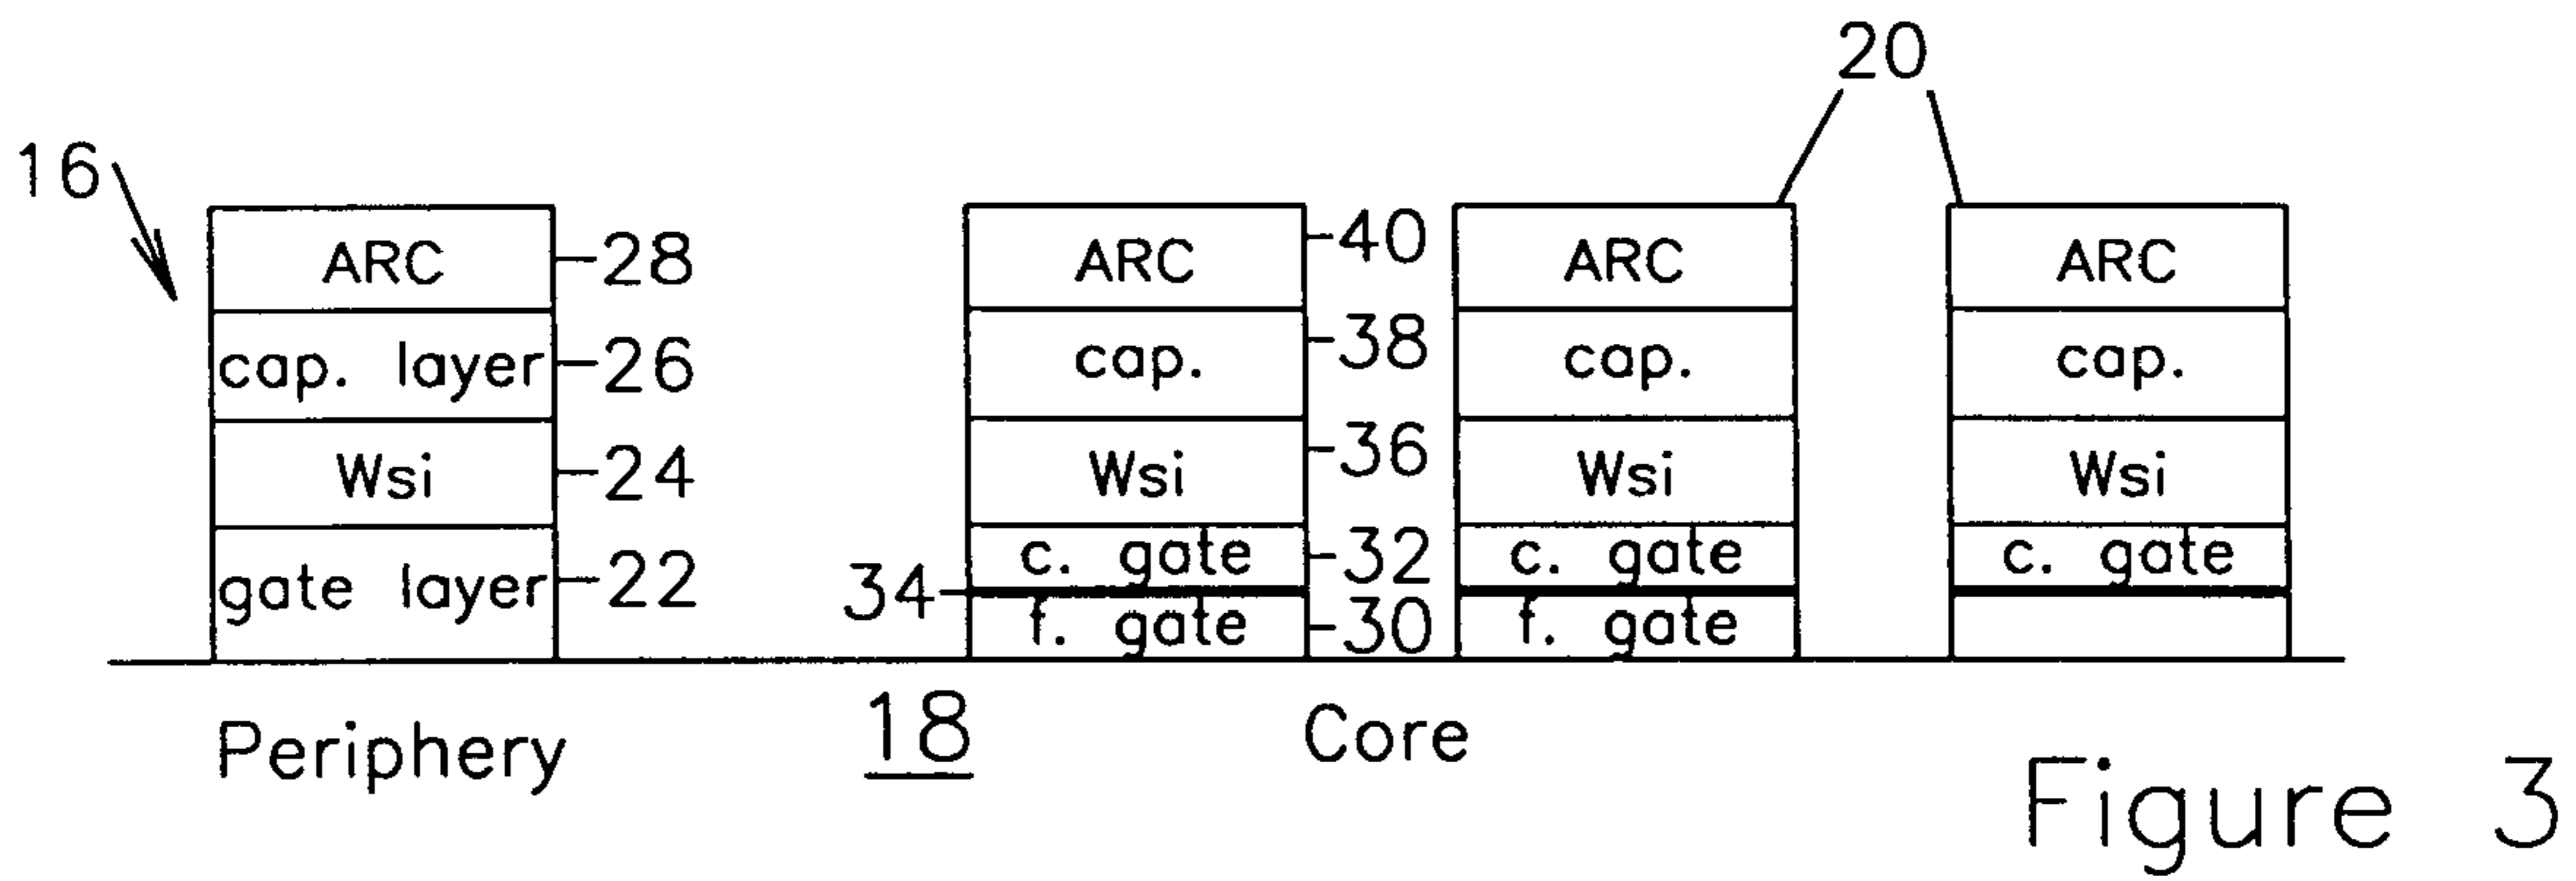 20
16
ARC 28
cap. layer 26
Wsi 24
gate layer 22
ARC 40
cap. 38
Wsi 36
c. gate 32
34
f. gate 30
ARC
cap.
Wsi
c. gate
f. gate
ARC
cap.
Wsi
c. gate
Periphery
18
Core
Figure 3